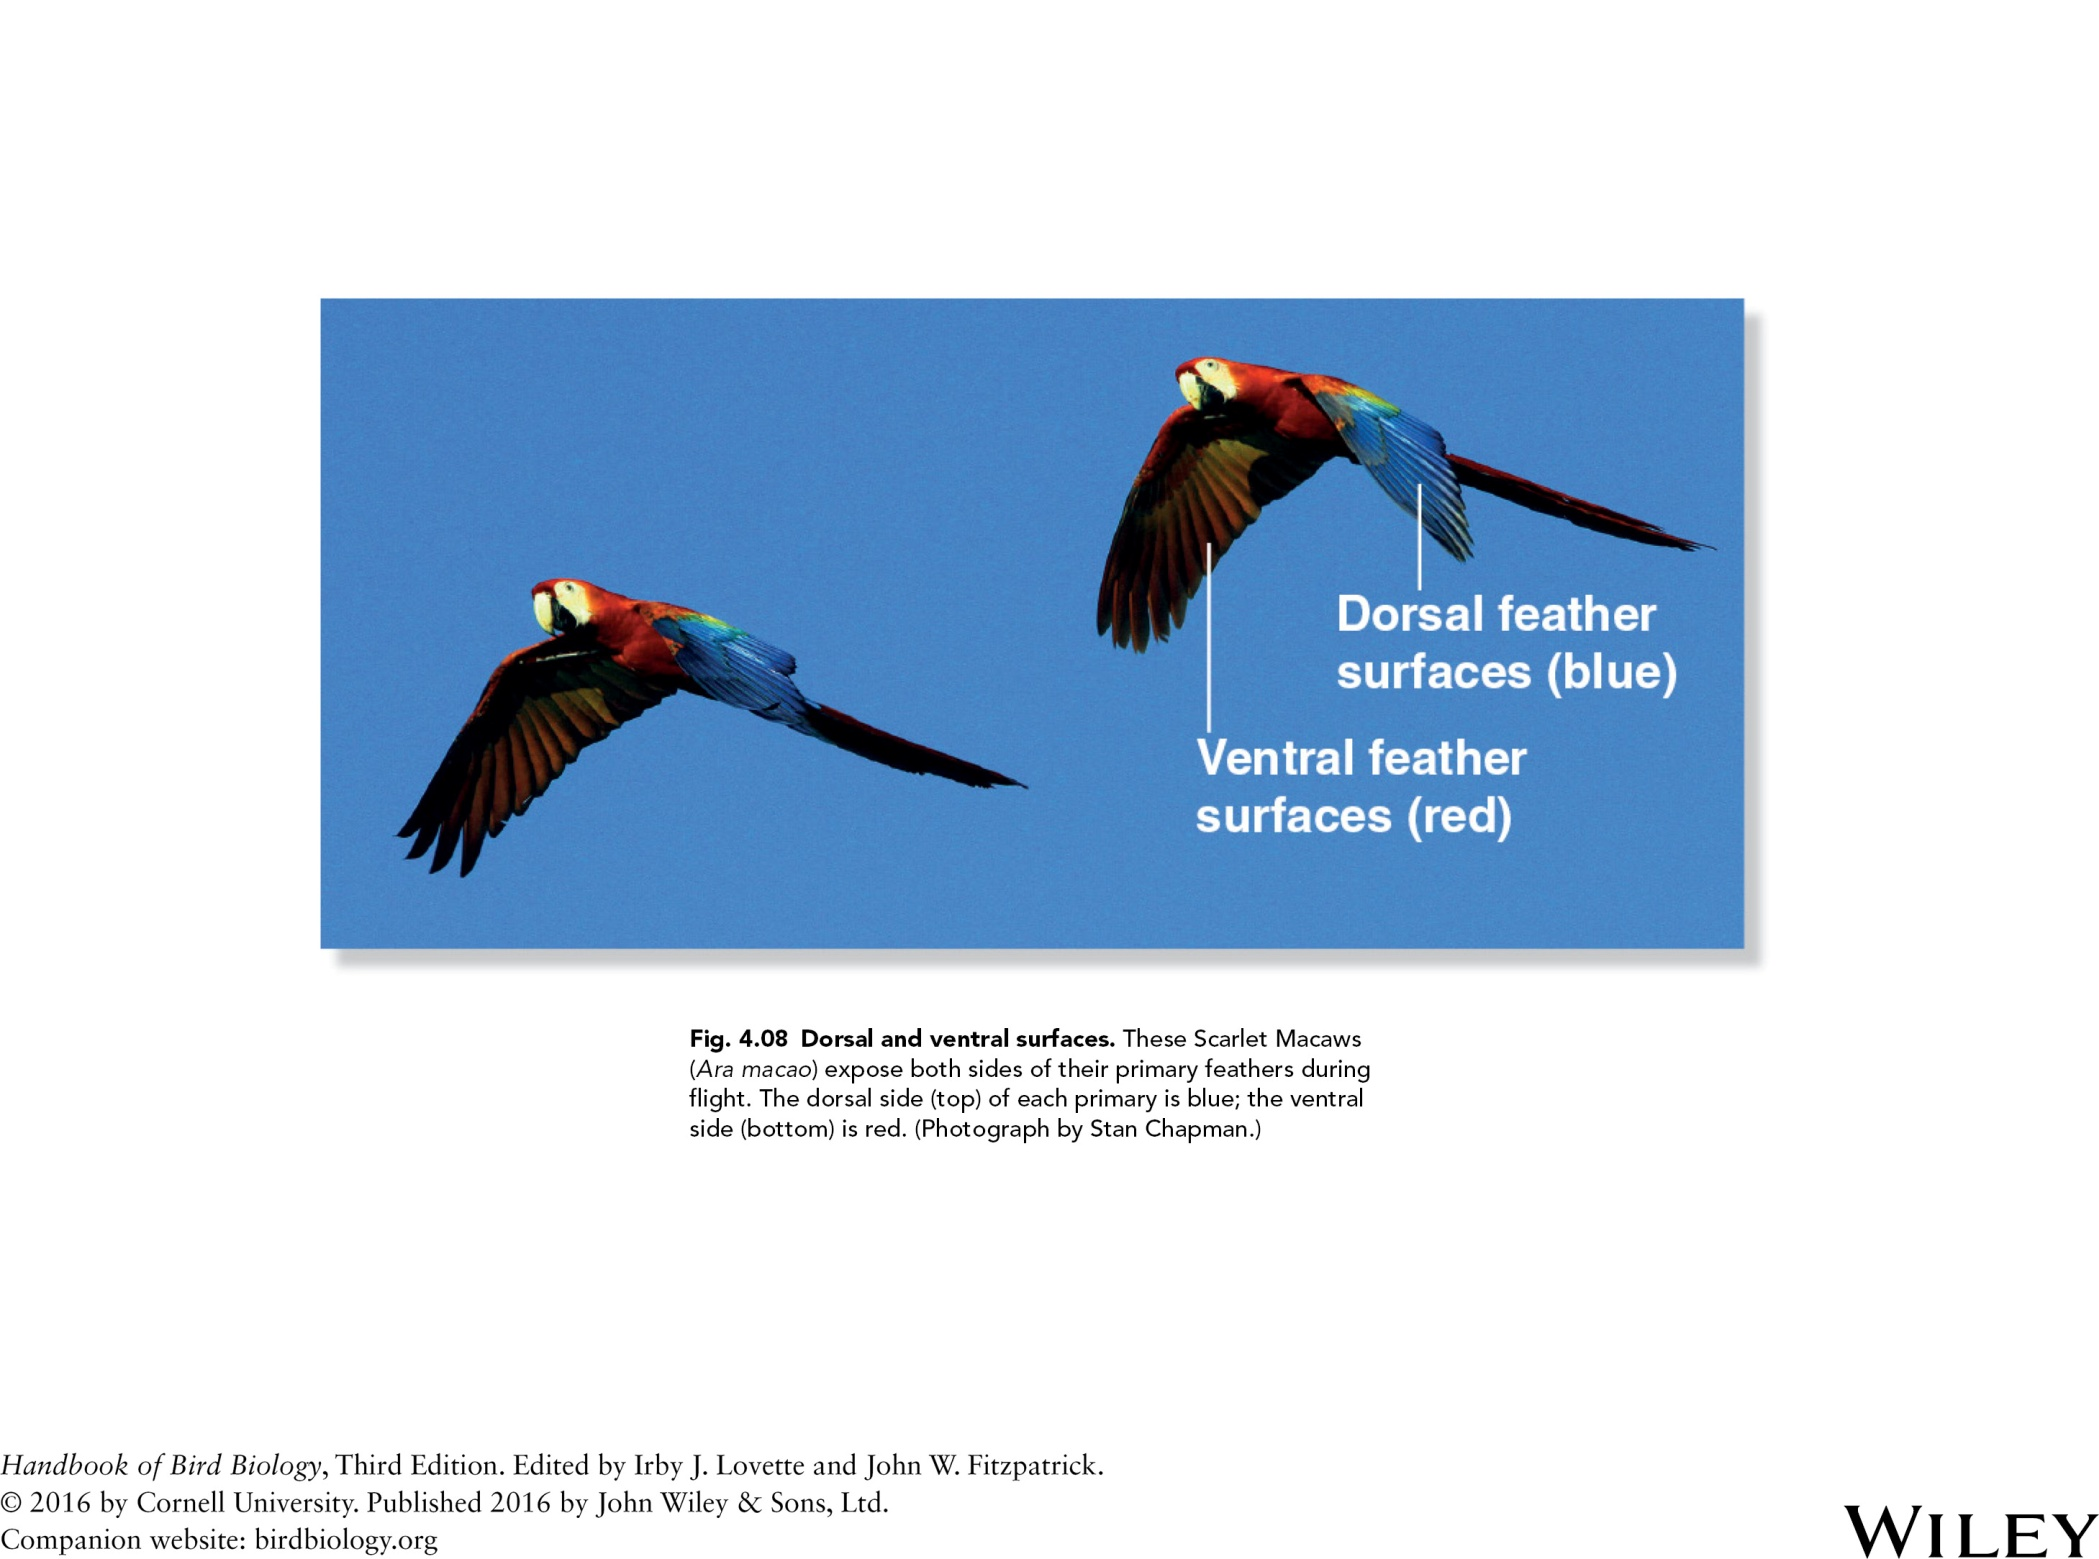 Dorsal feather
surfaces (blue)
Ventral feather
surfaces (red)
Fig. 4.08 Dorsal and ventral surfaces. These Scarlet Macaws
(Ara macao) expose both sides of their primary feathers during
flight. The dorsal side (top) of each primary is blue; the ventral
side (bottom) is red. (Photograph by Stan Chapman.)
Handbook of Bird Biology, Third Edition. Edited by Irby J. Lovette and John W. Fitzpatrick.
© 2016 by Cornell University. Published 2016 by John Wiley & Sons, Ltd.
Companion website: birdbiology.org
WILEY